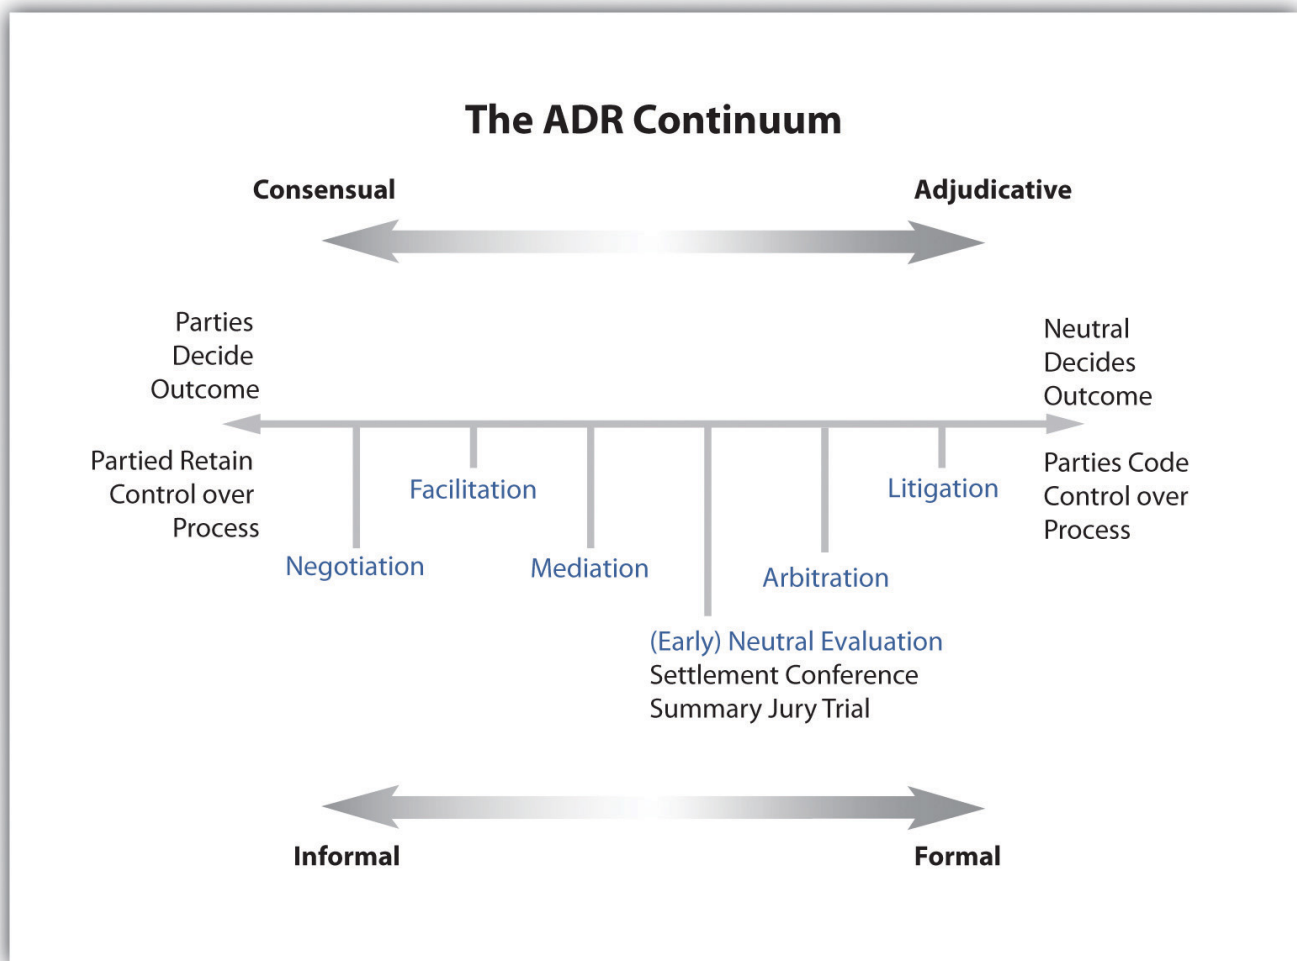 The ADR Continuum
Consensual
Adjudicative
Parties
Decide
Outcome
Neutral
Decides
Outcome
Partied Retain
Control over
Process
Parties Code
Control over
Process
Negotiation
Facilitation
Mediation
(Early) Neutral Evaluation
Settlement Conference
Summary Jury Trial
Arbitration
Litigation
Informal
Formal